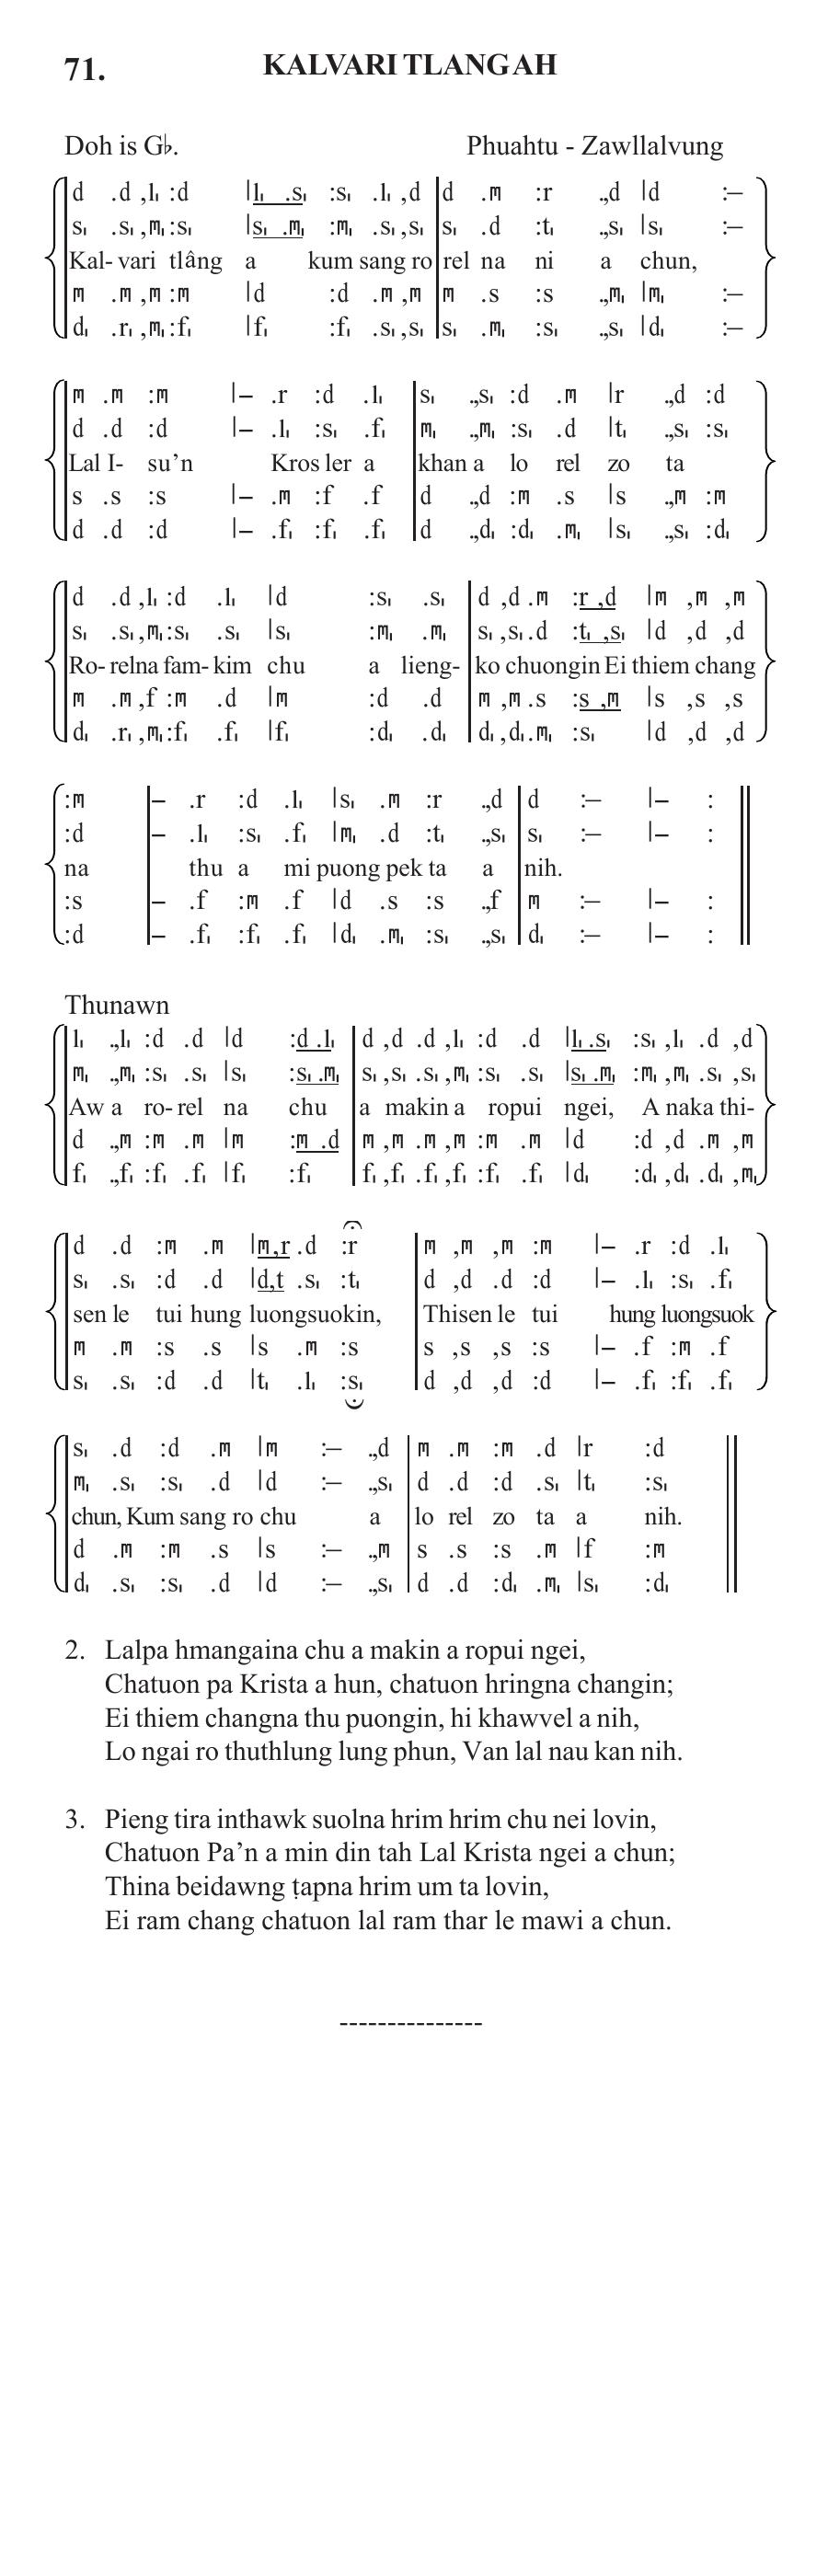 71. KALVARI TLANGAH
Doh is G♭. Phuahtu - Zawllalvung
d .d ,l₁ :d |l₁ .s₁ :s₁ .l₁ ,d |d .m :r .,d |d :–
s₁ .s₁ ,m₁ :s₁ |s₁ .m₁ :m₁ .s₁ ,s₁ |s₁ .d :t₁ .,s₁ |s₁ :–
Kal- vari tlâng a kum sang ro rel na ni a chun,
m .m ,m :m |d :d .m ,m |m .s :s .,m₁ |m₁ :–
d₁ .r₁ ,m₁ :f₁ |f₁ :f₁ .s₁ ,s₁ |s₁ .m₁ :s₁ .,s₁ |d₁ :–
m .m :m |– .r :d .l₁ |s₁ .,s₁ :d .m |r .,d :d
d .d :d |– .l₁ :s₁ .f₁ |m₁ .,m₁ :s₁ .d |t₁ .,s₁ :s₁
Lal I- su’n Kros ler a khan a lo rel zo ta
s .s :s |– .m :f .f |d .,d :m .s |s .,m :m
d .d :d |– .f₁ :f₁ .f₁ |d .,d₁ :d₁ .m₁ |s₁ .,s₁ :d₁
d .d ,l₁ :d .l₁ |d :s₁ .s₁ |d ,d .m :r ,d |m ,m ,m
s₁ .s₁ ,m₁ :s₁ .s₁ |s₁ :m₁ .m₁ |s₁ ,s₁ .d :t₁ ,s₁ |d ,d ,d
Ro- relna fam- kim chu a lieng- ko chuongin Ei thiem chang
m .m ,f :m .d |m :d .d |m ,m .s :s ,m |s ,s ,s
d₁ .r₁ ,m₁ :f₁ .f₁ |f₁ :d₁ .d₁ |d₁ ,d₁ .m₁ :s₁ |d ,d ,d
:m |– .r :d .l₁ |s₁ .m :r .,d |d :– |– :
:d |– .l₁ :s₁ .f₁ |m₁ .d :t₁ .,s₁ |s₁ :– |– :
na thu a mi puong pek ta a nih.
:s |– .f :m .f |d .s :s .,f |m :– |– :
:d |– .f₁ :f₁ .f₁ |d₁ .m₁ :s₁ .,s₁ |d₁ :– |– :
Thunawn
l₁ .,l₁ :d .d |d :d .l₁ |d ,d .d ,l₁ :d .d |l₁ .s₁ :s₁ ,l₁ .d ,d
m₁ .,m₁ :s₁ .s₁ |s₁ :s₁ .m₁ |s₁ ,s₁ .s₁ ,m₁ :s₁ .s₁ |s₁ .m₁ :m₁ ,m₁ .s₁ ,s₁
Aw a ro- rel na chu a makin a ropui ngei, A naka thi-
d .,m :m .m |m :m .d |m ,m .m ,m :m .m |d :d ,d .m ,m
f₁ .,f₁ :f₁ .f₁ |f₁ :f₁ |f₁ ,f₁ .f₁ ,f₁ :f₁ .f₁ |d₁ :d₁ ,d₁ .d₁ ,m₁
d .d :m .m |m,r .d :r |m ,m ,m :m |– .r :d .l₁
s₁ .s₁ :d .d |d,t .s₁ :t₁ |d ,d .d :d |– .l₁ :s₁ .f₁
sen le tui hung luongsuokin, Thisen le tui hung luongsuok
m .m :s .s |s .m :s |s ,s ,s :s |– .f :m .f
s₁ .s₁ :d .d |t₁ .l₁ :s₁ |d ,d ,d :d |– .f₁ :f₁ .f₁
s₁ .d :d .m |m :– .,d |m .m :m .d |r :d
m₁ .s₁ :s₁ .d |d :– .,s₁ |d .d :d .s₁ |t₁ :s₁
chun, Kum sang ro chu a lo rel zo ta a nih.
d .m :m .s |s :– .,m |s .s :s .m |f :m
d₁ .s₁ :s₁ .d |d :– .,s₁ |d .d :d₁ .m₁ |s₁ :d₁
2. Lalpa hmangaina chu a makin a ropui ngei,
Chatuon pa Krista a hun, chatuon hringna changin;
Ei thiem changna thu puongin, hi khawvel a nih,
Lo ngai ro thuthlung lung phun, Van lal nau kan nih.
3. Pieng tira inthawk suolna hrim hrim chu nei lovin,
Chatuon Pa’n a min din tah Lal Krista ngei a chun;
Thina beidawng ṭapna hrim um ta lovin,
Ei ram chang chatuon lal ram thar le mawi a chun.
---------------